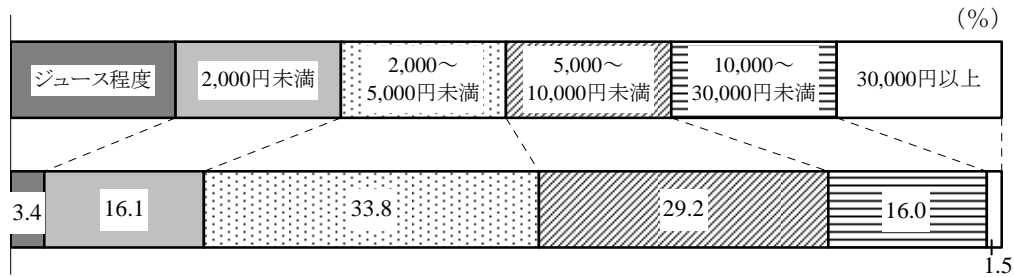 (%)
ジュース程度
2,000円未満
2,000～
5,000円未満
5,000～
10,000円未満
10,000～
30,000円未満
30,000円以上
3.4
16.1
33.8
29.2
16.0
1.5